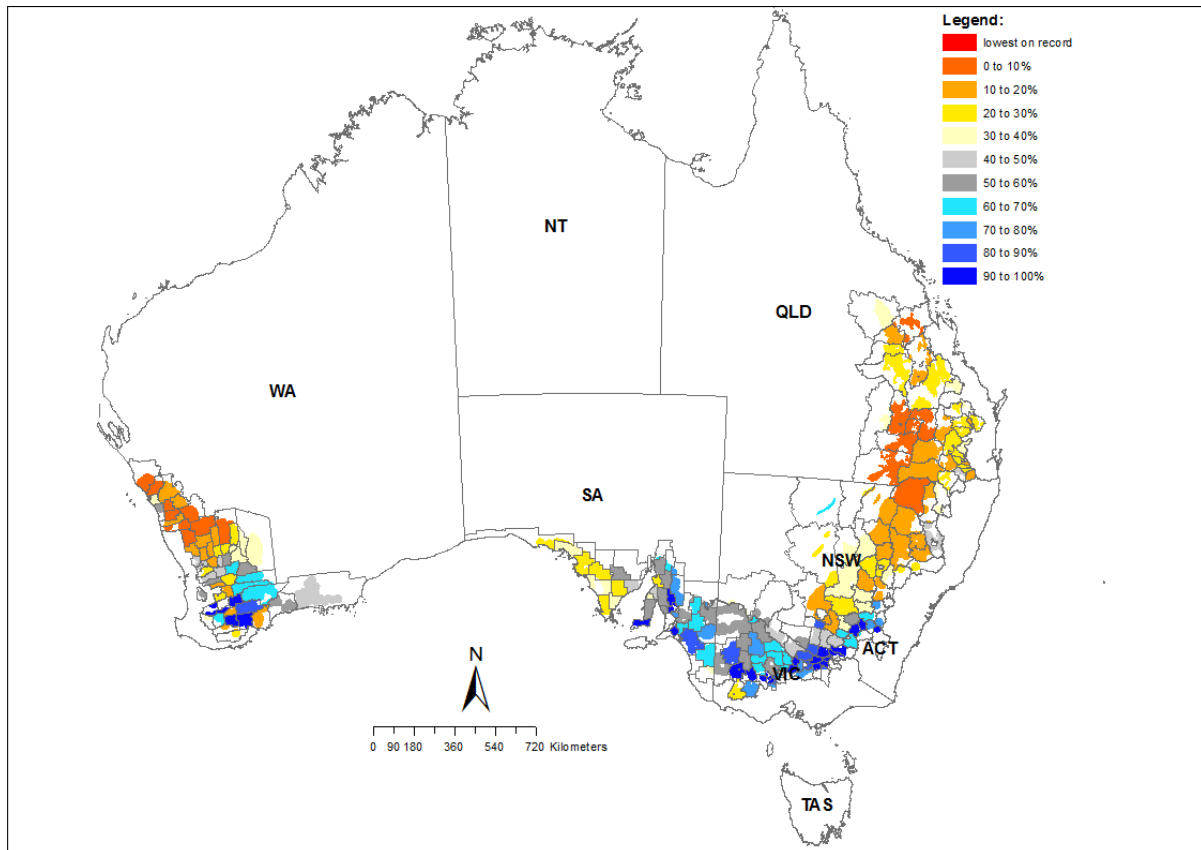 Legend:
lowest on record
0 to 10%
10 to 20%
20 to 30%
30 to 40%
40 to 50%
50 to 60%
60 to 70%
70 to 80%
80 to 90%
90 to 100%
NT
QLD
WA
SA
NSW
ACT
VIC
N
0 90 180 360 540 720 Kilometers
TAS